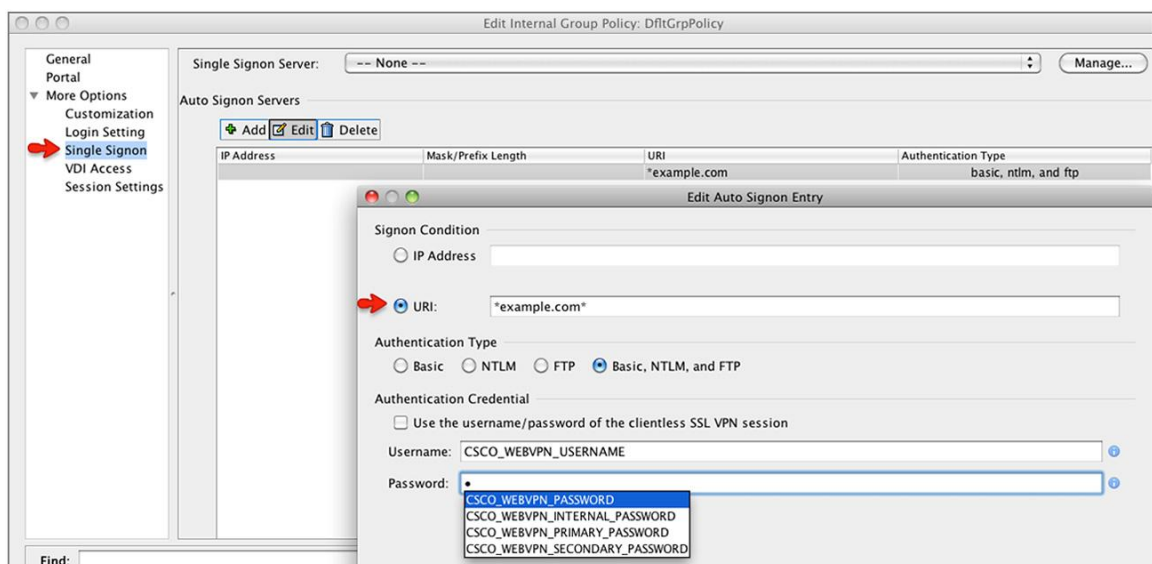 Edit Internal Group Policy: DfltGrpPolicy
General
Portal
More Options
Customization
Login Setting
Single Signon
VDI Access
Session Settings
Single Signon Server: -- None -- Manage...
Auto Signon Servers
Add Edit Delete
IP Address Mask/Prefix Length URI Authentication Type
*example.com basic, ntlm, and ftp
Edit Auto Signon Entry
Signon Condition
IP Address
URI: *example.com*
Authentication Type
Basic NTLM FTP Basic, NTLM, and FTP
Authentication Credential
Use the username/password of the clientless SSL VPN session
Username: CSCO_WEBVPN_USERNAME
Password: •
CSCO_WEBVPN_PASSWORD
CSCO_WEBVPN_INTERNAL_PASSWORD
CSCO_WEBVPN_PRIMARY_PASSWORD
CSCO_WEBVPN_SECONDARY_PASSWORD
Find: